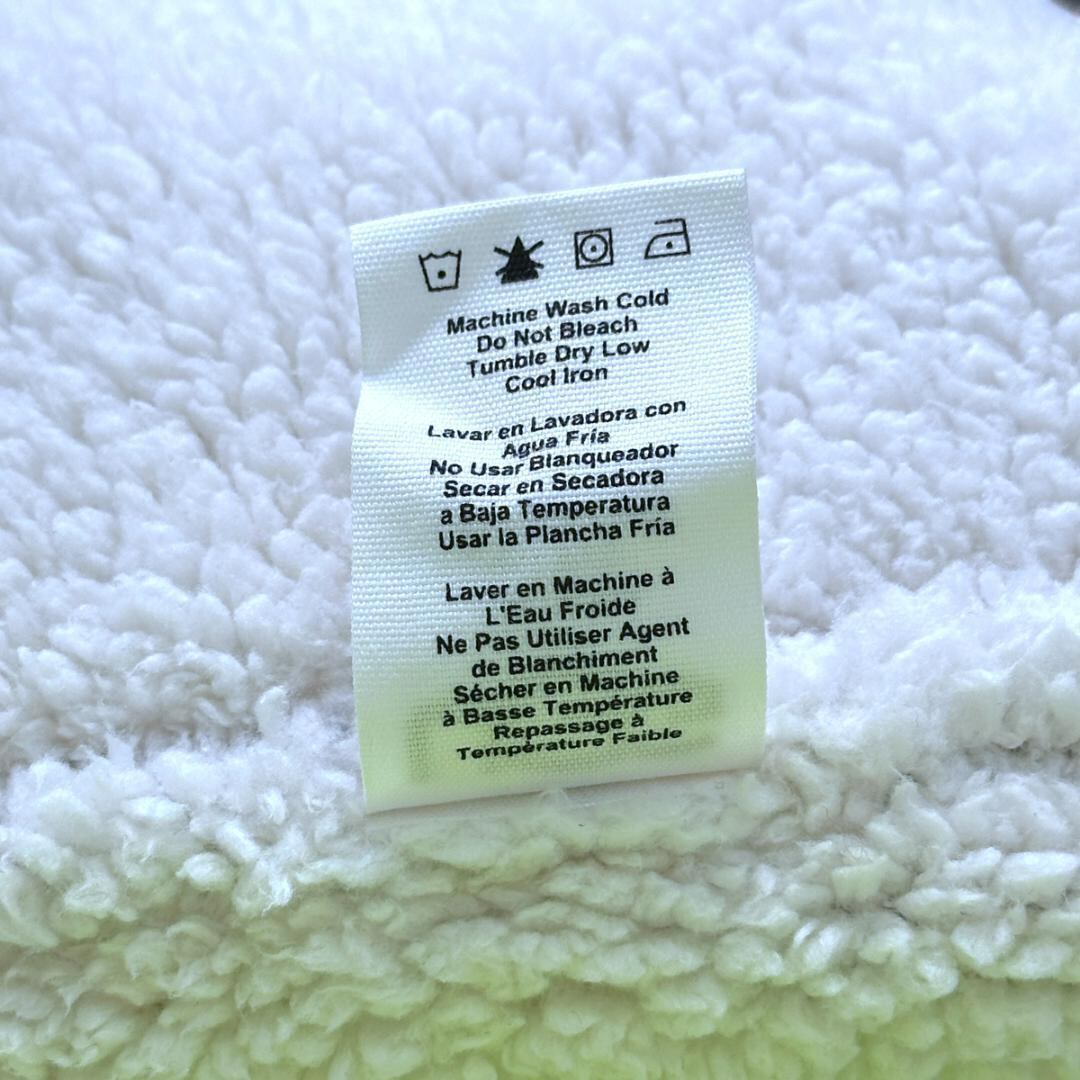 Machine Wash Cold
Do Not Bleach
Tumble Dry Low
Cool Iron
Lavar en Lavadora con
Agua Fría
No Usar Blanqueador
Secar en Secadora
a Baja Temperatura
Usar la Plancha Fría
Laver en Machine à
L'Eau Froide
Ne Pas Utiliser Agent
de Blanchiment
Sécher en Machine
à Basse Température
Repassage à
Température Faible